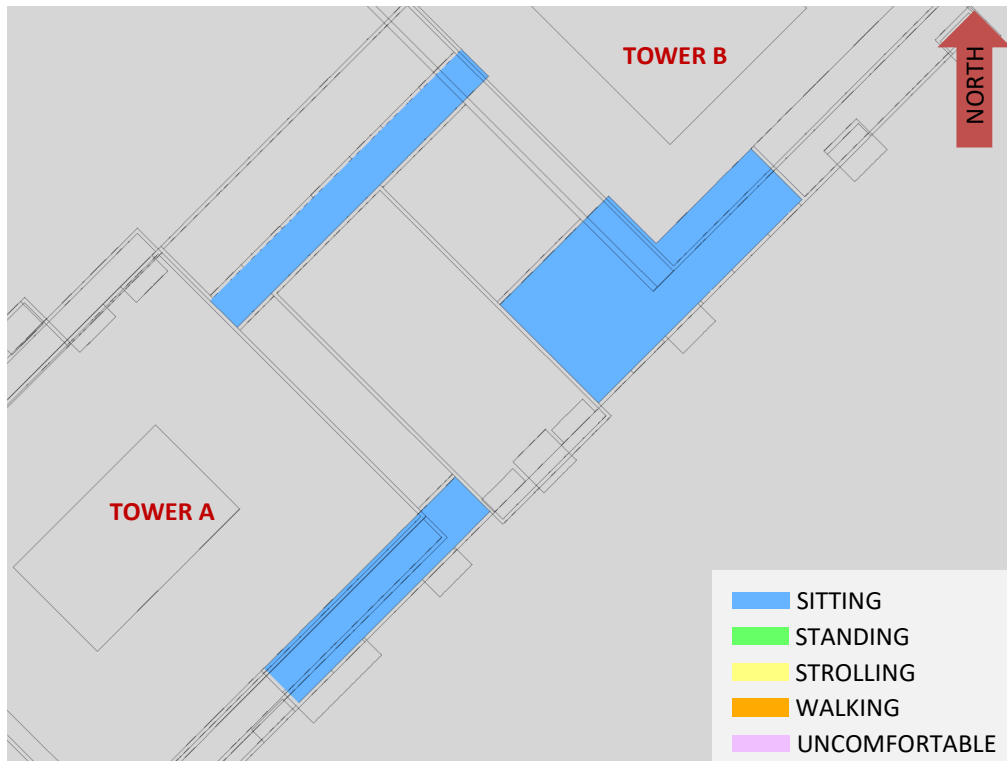 TOWER B
NORTH
TOWER A
SITTING
STANDING
STROLLING
WALKING
UNCOMFORTABLE